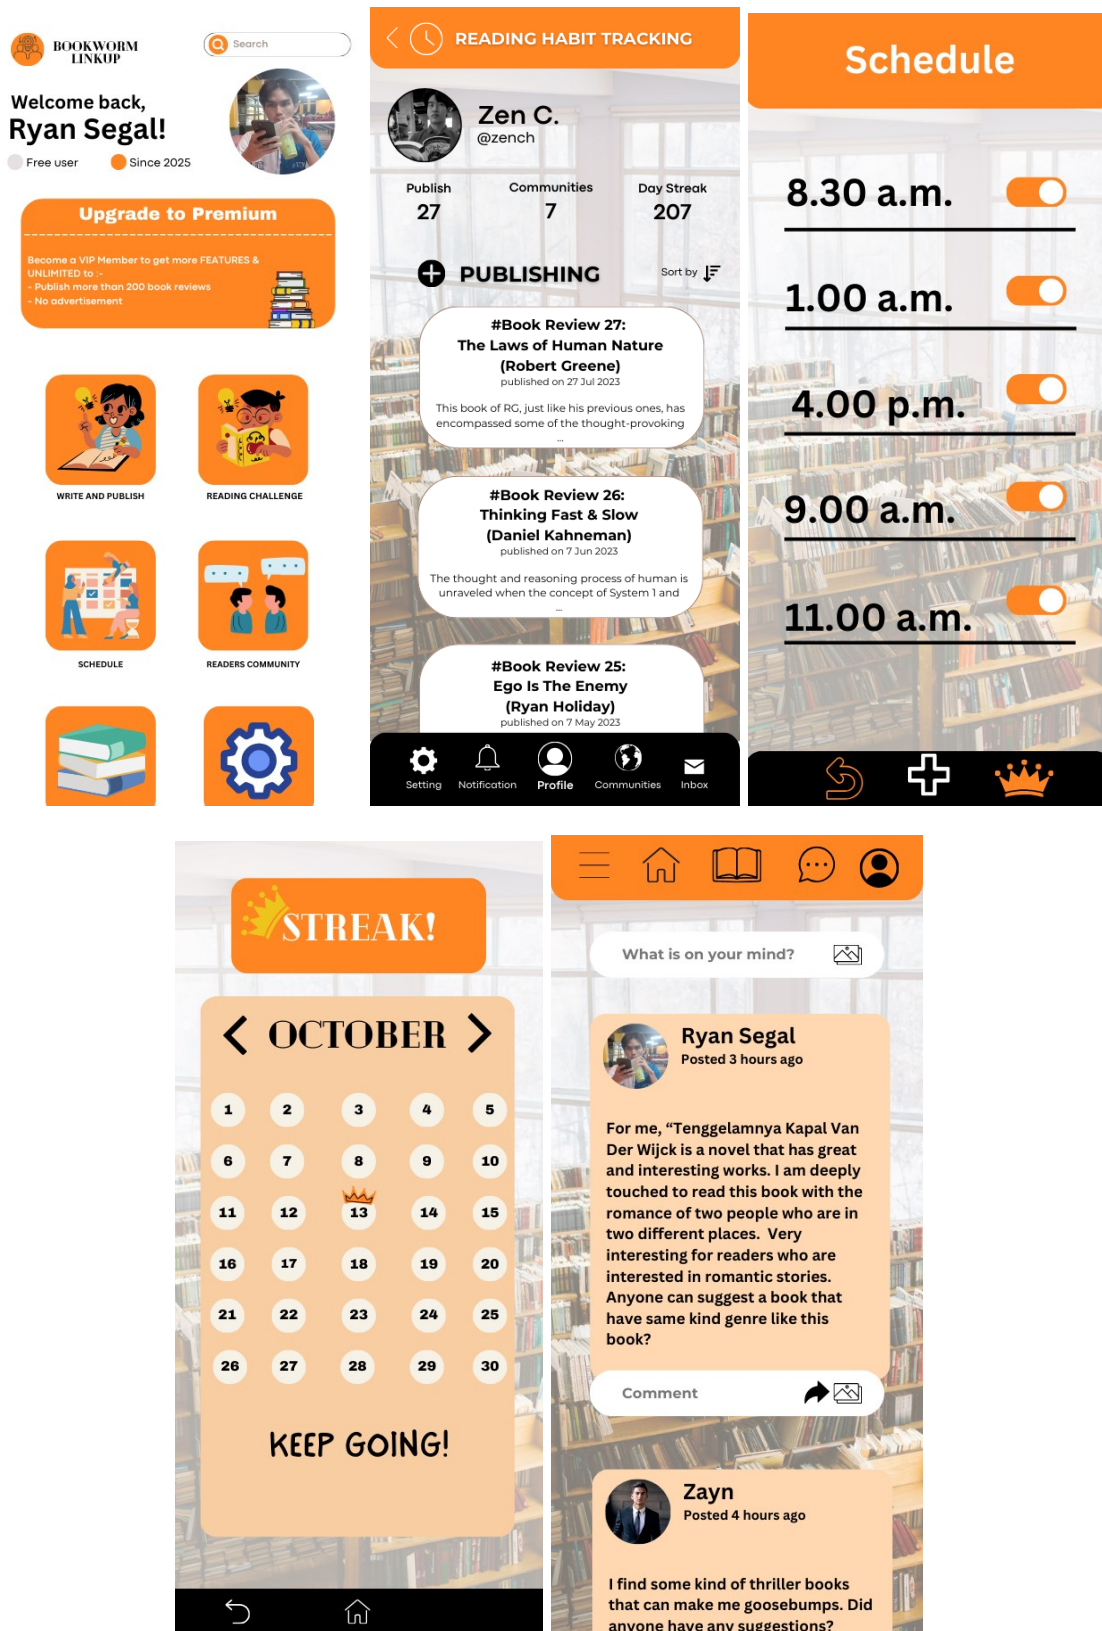 BOOKWORM
LINKUP
Search
Welcome back,
Ryan Segal!
Free user
Since 2025
Upgrade to Premium
Become a VIP Member to get more FEATURES &
UNLIMITED to :-
- Publish more than 200 book reviews
- No advertisement
WRITE AND PUBLISH
READING CHALLENGE
SCHEDULE
READERS COMMUNITY
READING HABIT TRACKING
Zen C.
@zench
Publish
Communities
Day Streak
27
7
207
PUBLISHING
Sort by
#Book Review 27:
The Laws of Human Nature
(Robert Greene)
published on 27 Jul 2023
This book of RG, just like his previous ones, has
encompassed some of the thought-provoking
...
#Book Review 26:
Thinking Fast & Slow
(Daniel Kahneman)
published on 7 Jun 2023
The thought and reasoning process of human is
unraveled when the concept of System 1 and
...
#Book Review 25:
Ego Is The Enemy
(Ryan Holiday)
published on 7 May 2023
Setting
Notification
Profile
Communities
Inbox
Schedule
8.30 a.m.
1.00 a.m.
4.00 p.m.
9.00 a.m.
11.00 a.m.
STREAK!
OCTOBER
1 2 3 4 5
6 7 8 9 10
11 12 13 14 15
16 17 18 19 20
21 22 23 24 25
26 27 28 29 30
KEEP GOING!
What is on your mind?
Ryan Segal
Posted 3 hours ago
For me, “Tenggelamnya Kapal Van
Der Wijck is a novel that has great
and interesting works. I am deeply
touched to read this book with the
romance of two people who are in
two different places. Very
interesting for readers who are
interested in romantic stories.
Anyone can suggest a book that
have same kind genre like this
book?
Comment
Zayn
Posted 4 hours ago
I find some kind of thriller books
that can make me goosebumps. Did
anyone have any suggestions?